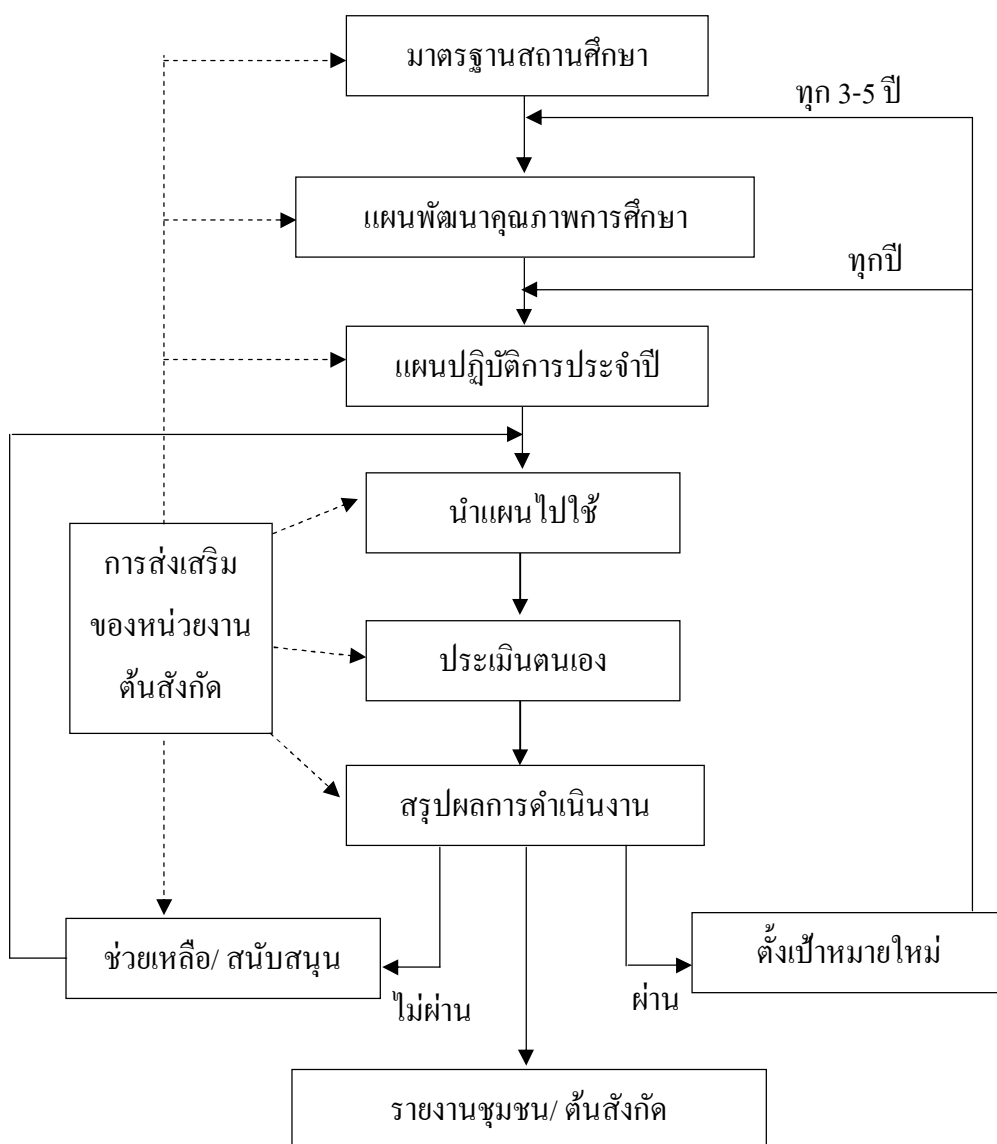 มาตรฐานสถานศึกษา
ทุก 3-5 ปี
แผนพัฒนาคุณภาพการศึกษา
ทุกปี
แผนปฏิบัติการประจำปี
นำแผนไปใช้
การส่งเสริม
ของหน่วยงาน
ต้นสังกัด
ประเมินตนเอง
สรุปผลการดำเนินงาน
ช่วยเหลือ/ สนับสนุน
ตั้งเป้าหมายใหม่
ไม่ผ่าน
ผ่าน
รายงานชุมชน/ ต้นสังกัด